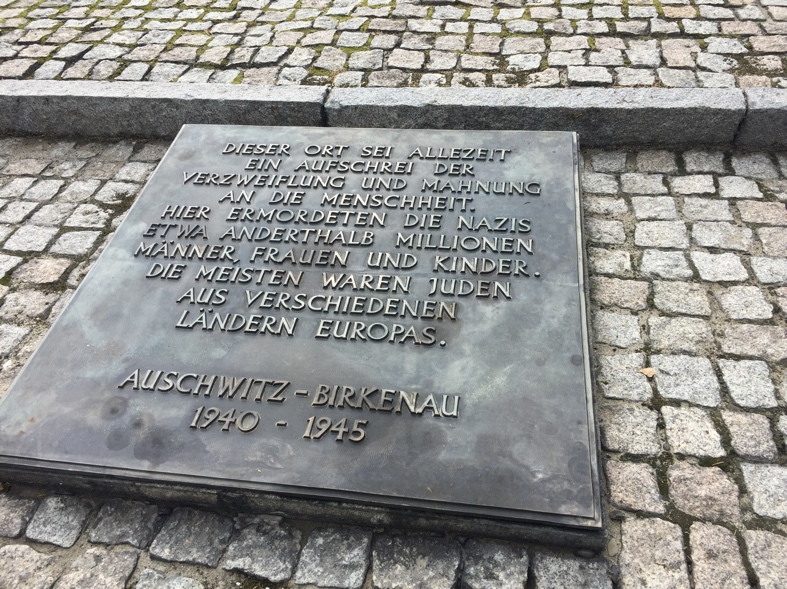 DIESER ORT SEI ALLEZEIT
EIN AUFSCHREI DER
VERZWEIFLUNG UND MAHNUNG
AN DIE MENSCHHEIT.
HIER ERMORDETEN DIE NAZIS
ETWA ANDERTHALB MILLIONEN
MÄNNER, FRAUEN UND KINDER.
DIE MEISTEN WAREN JUDEN
AUS VERSCHIEDENEN
LÄNDERN EUROPAS.
AUSCHWITZ - BIRKENAU
1940 - 1945